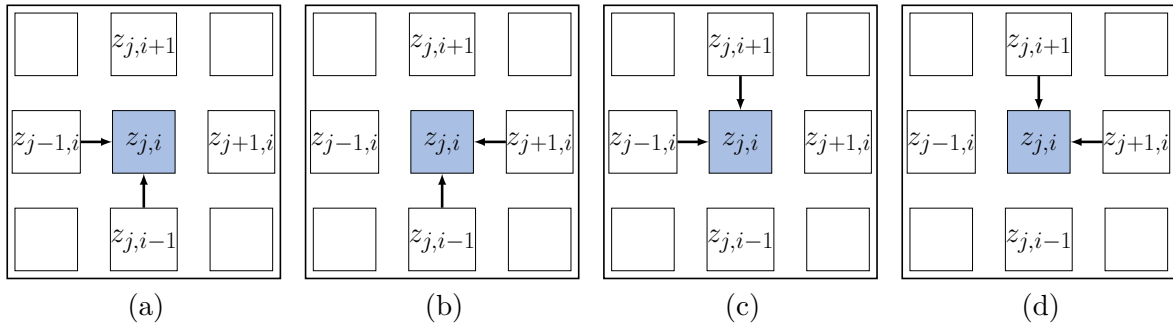 z_{j,i+1} z_{j,i+1} z_{j,i+1} z_{j,i+1}
z_{j-1,i} z_{j,i} z_{j+1,i} z_{j-1,i} z_{j,i} z_{j+1,i} z_{j-1,i} z_{j,i} z_{j+1,i} z_{j-1,i} z_{j,i} z_{j+1,i}
z_{j,i-1} z_{j,i-1} z_{j,i-1} z_{j,i-1}
(a) (b) (c) (d)